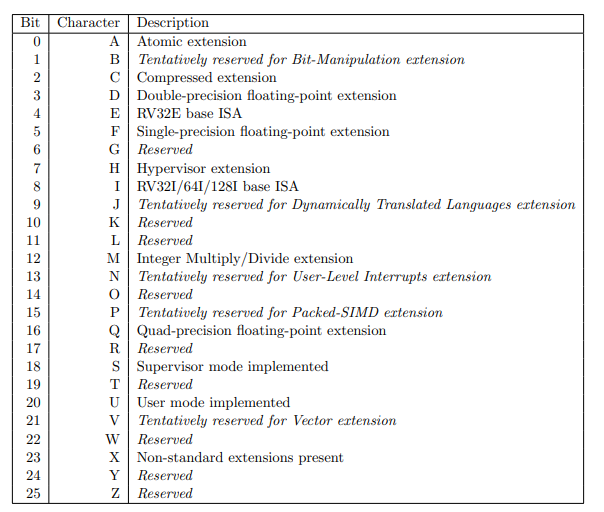 Bit Character Description
0 A Atomic extension
1 B Tentatively reserved for Bit-Manipulation extension
2 C Compressed extension
3 D Double-precision floating-point extension
4 E RV32E base ISA
5 F Single-precision floating-point extension
6 G Reserved
7 H Hypervisor extension
8 I RV32I/64I/128I base ISA
9 J Tentatively reserved for Dynamically Translated Languages extension
10 K Reserved
11 L Reserved
12 M Integer Multiply/Divide extension
13 N Tentatively reserved for User-Level Interrupts extension
14 O Reserved
15 P Tentatively reserved for Packed-SIMD extension
16 Q Quad-precision floating-point extension
17 R Reserved
18 S Supervisor mode implemented
19 T Reserved
20 U User mode implemented
21 V Tentatively reserved for Vector extension
22 W Reserved
23 X Non-standard extensions present
24 Y Reserved
25 Z Reserved